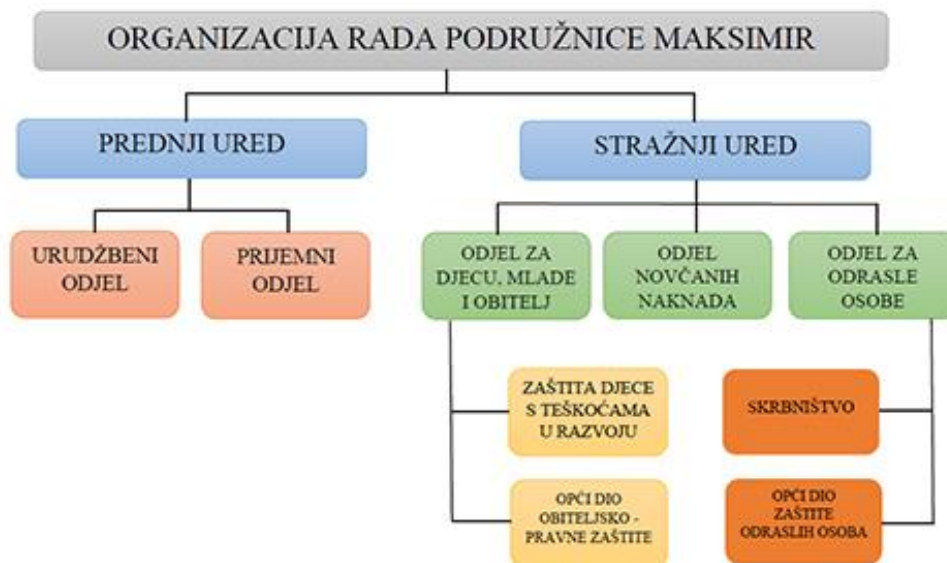 ORGANIZACIJA RADA PODRUŽNICE MAKSIMIR
PREDNJI URED
STRAŽNJI URED
URUDŽBENI
ODJEL
PRIJEMNI
ODJEL
ODJEL ZA
DJECU, MLADE
I OBITELJ
ODJEL
NOVČANIH
NAKNADA
ODJEL ZA
ODRASLE
OSOBE
ZAŠTITA DJECE
S TEŠKOĆAMA
U RAZVOJU
SKRBNIŠTVO
OPĆI DIO
OBITELJSKO -
PRAVNE ZAŠTITE
OPĆI DIO
ZAŠTITE
ODRASLIH OSOBA